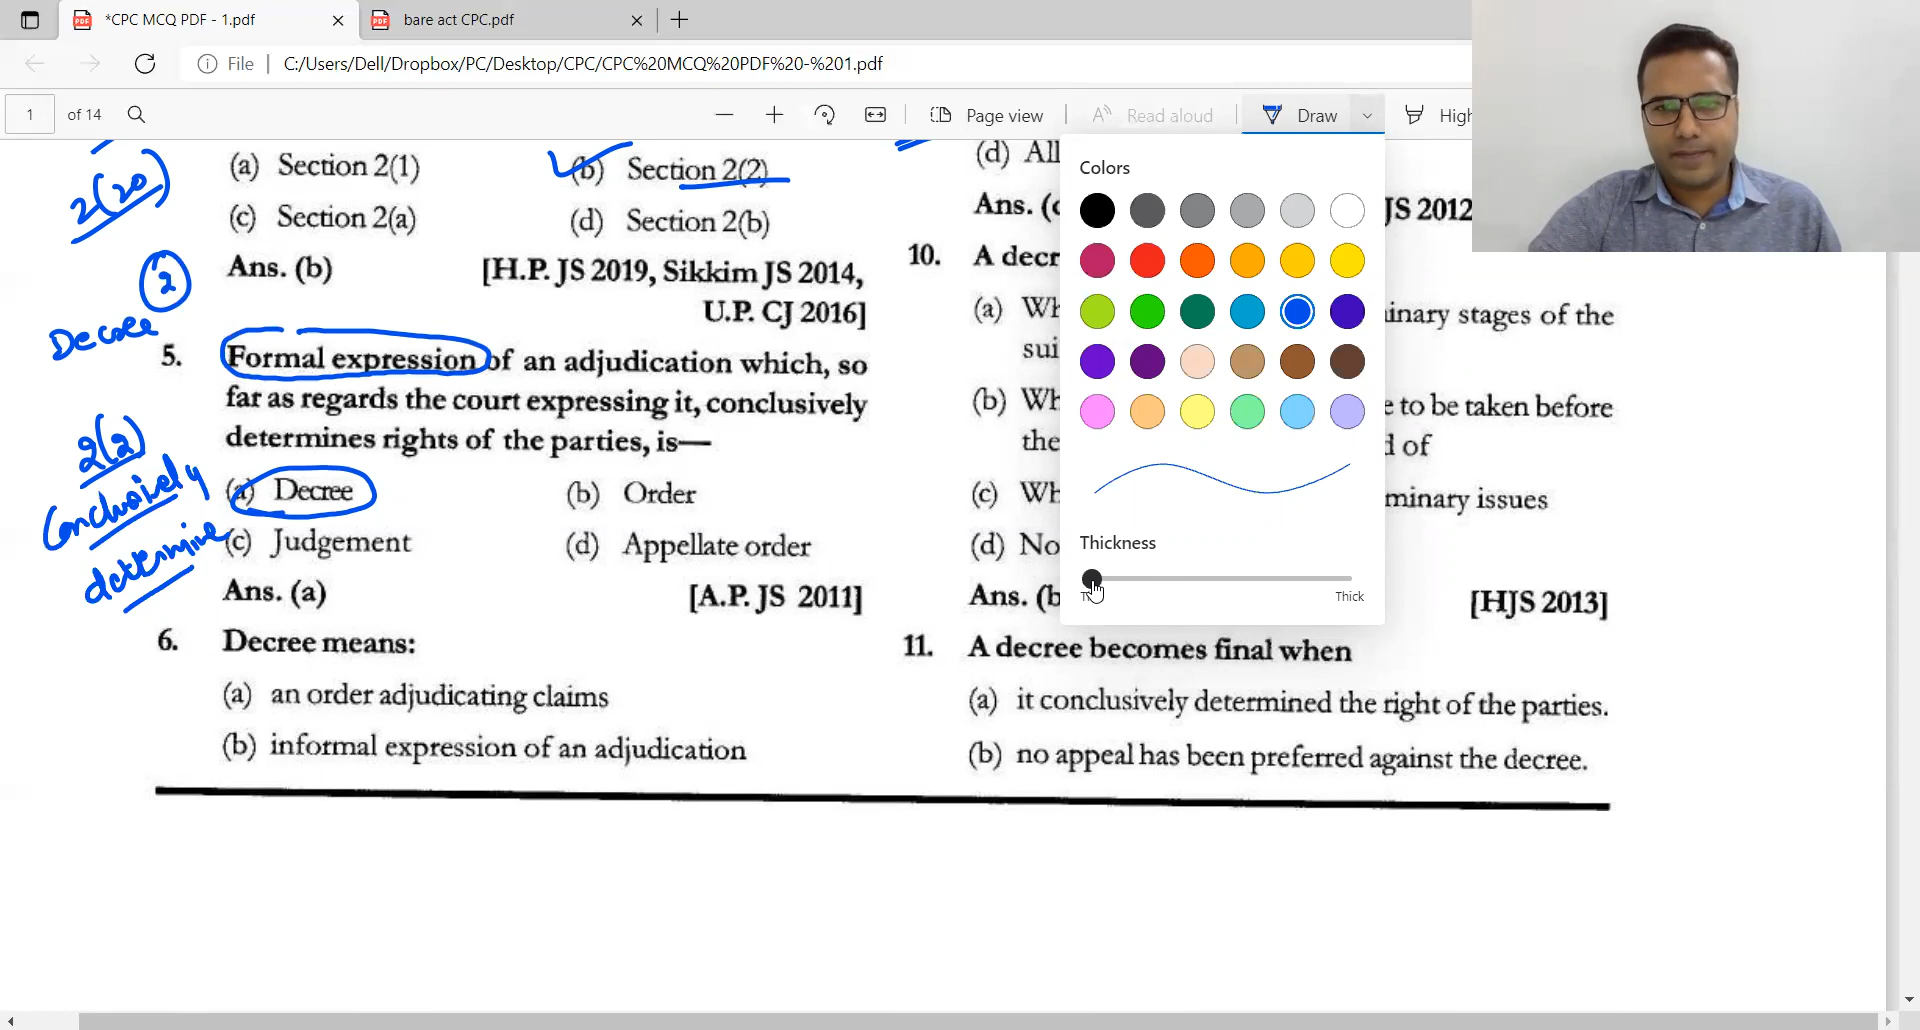 *CPC MCQ PDF - 1.pdf
bare act CPC.pdf
File
C:/Users/Dell/Dropbox/PC/Desktop/CPC/CPC%20MCQ%20PDF%20-%201.pdf
1 of 14
Page view
Read aloud
Draw
High
2(20)
(a) Section 2(1)
(b) Section 2(2)
(c) Section 2(a)
(d) Section 2(b)
Ans. (b) [H.P. JS 2019, Sikkim JS 2014,
U.P. CJ 2016]
2
Decree
5. Formal expression of an adjudication which, so
far as regards the court expressing it, conclusively
determines rights of the parties, is—
2(2)
Conclusively
determine
(a) Decree
(b) Order
(c) Judgement
(d) Appellate order
Ans. (a) [A.P. JS 2011]
6. Decree means:
(a) an order adjudicating claims
(b) informal expression of an adjudication
(d) All
Ans. (c JS 2012
10. A decr
(a) Wh inary stages of the
sui
(b) Wh e to be taken before
the d of
(c) Wh minary issues
(d) No
Ans. (b [HJS 2013]
11. A decree becomes final when
(a) it conclusively determined the right of the parties.
(b) no appeal has been preferred against the decree.
Colors
Thickness
Thick